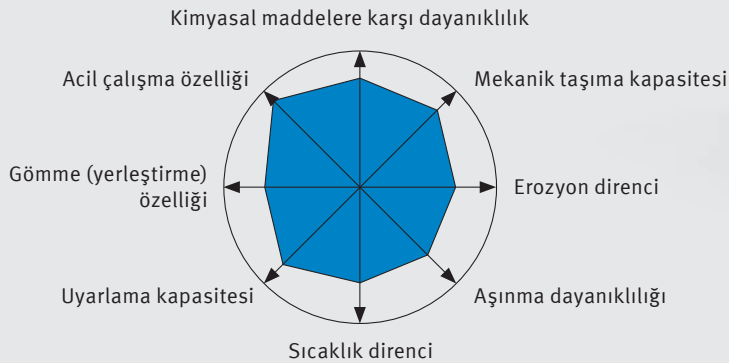 Kimyasal maddelere karşı dayanıklılık
Acil çalışma özelliği
Mekanik taşıma kapasitesi
Gömme (yerleştirme)
özelliği
Erozyon direnci
Uyarlama kapasitesi
Aşınma dayanıklılığı
Sıcaklık direnci